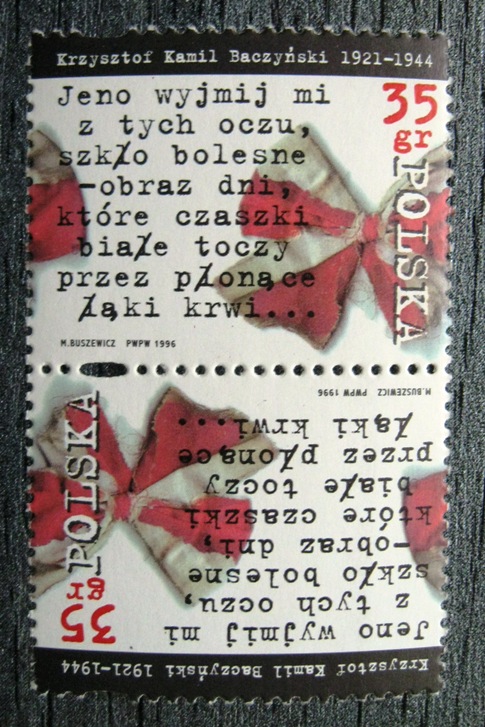 Krzysztof Kamil Baczyński 1921-1944
Jeno wyjmij mi
z tych oczu,
szkło bolesne
-obraz dni,
które czaszki
białe toczy
przez płonące
łąki krwi...
35
gr
POLSKA
M.BUSZEWICZ PWPW 1996
Krzysztof Kamil Baczyński 1921-1944
Jeno wyjmij mi
z tych oczu,
szkło bolesne
-obraz dni,
które czaszki
białe toczy
przez płonące
łąki krwi...
35
gr
POLSKA
M.BUSZEWICZ PWPW 1996